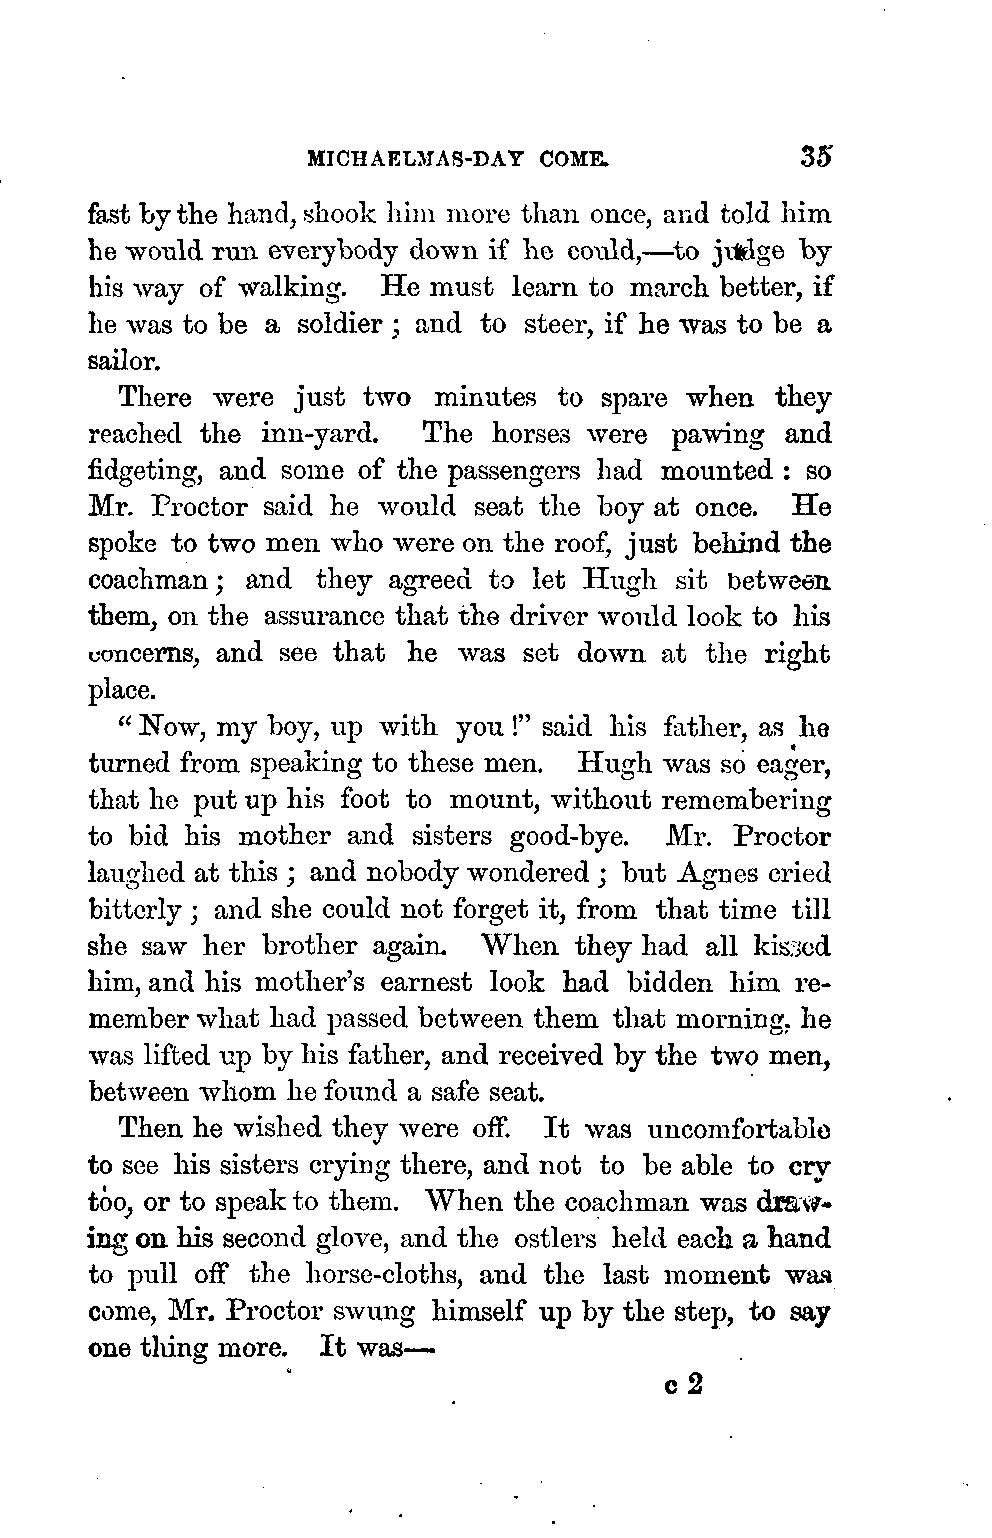 MICHAELMAS-DAY COME. 35
fast by the hand, shook him more than once, and told him
he would run everybody down if he could,—to judge by
his way of walking. He must learn to march better, if
he was to be a soldier ; and to steer, if he was to be a
sailor.
There were just two minutes to spare when they
reached the inn-yard. The horses were pawing and
fidgeting, and some of the passengers had mounted : so
Mr. Proctor said he would seat the boy at once. He
spoke to two men who were on the roof, just behind the
coachman ; and they agreed to let Hugh sit between
them, on the assurance that the driver would look to his
concerns, and see that he was set down at the right
place.
“ Now, my boy, up with you !” said his father, as he
turned from speaking to these men. Hugh was so eager,
that he put up his foot to mount, without remembering
to bid his mother and sisters good-bye. Mr. Proctor
laughed at this ; and nobody wondered ; but Agnes cried
bitterly ; and she could not forget it, from that time till
she saw her brother again. When they had all kissed
him, and his mother’s earnest look had bidden him re-
member what had passed between them that morning, he
was lifted up by his father, and received by the two men,
between whom he found a safe seat.
Then he wished they were off. It was uncomfortable
to see his sisters crying there, and not to be able to cry
too, or to speak to them. When the coachman was draw-
ing on his second glove, and the ostlers held each a hand
to pull off the horse-cloths, and the last moment was
come, Mr. Proctor swung himself up by the step, to say
one thing more. It was—
C 2